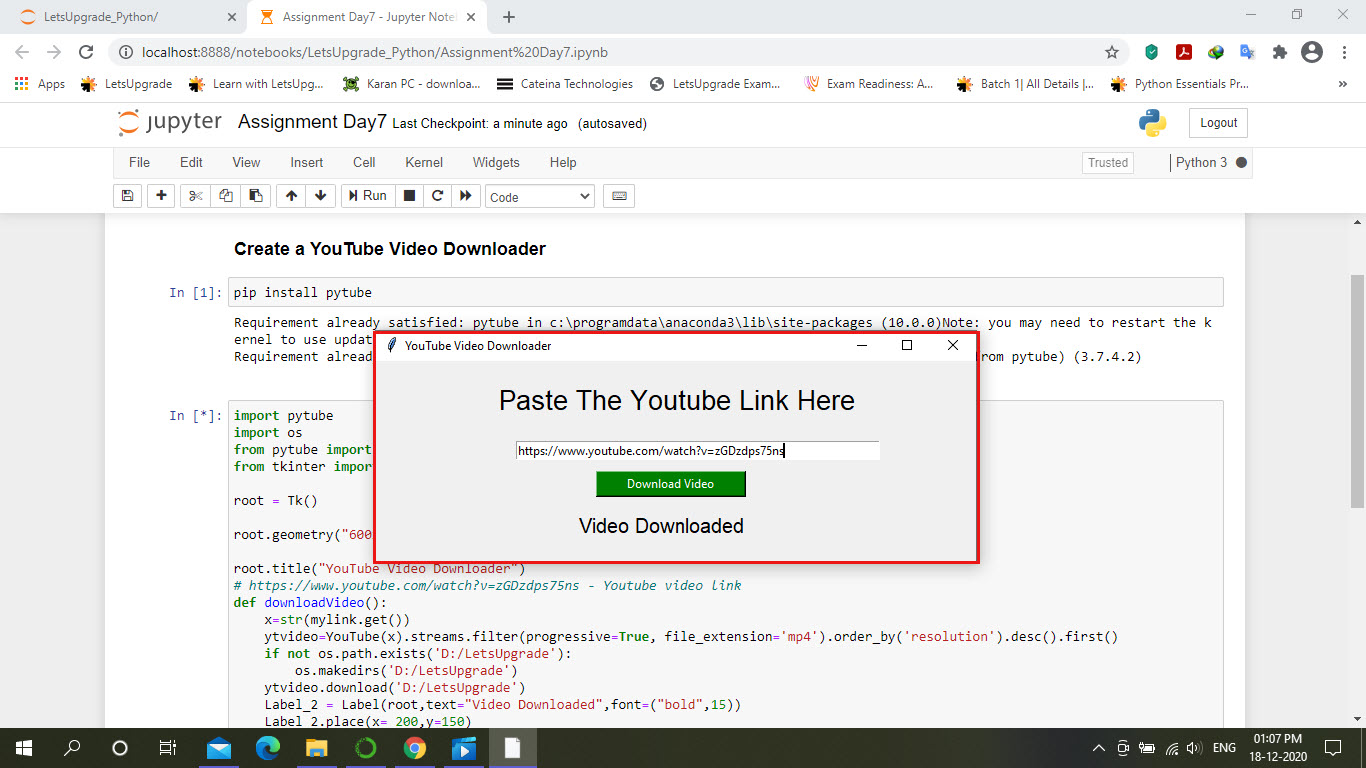 LetsUpgrade_Python/
Assignment Day7 - Jupyter Note
localhost:8888/notebooks/LetsUpgrade_Python/Assignment%20Day7.ipynb
Apps LetsUpgrade Learn with LetsUpg... Karan PC - downloa... Cateina Technologies LetsUpgrade Exam... Exam Readiness: A... Batch 1| All Details |... Python Essentials Pr... »
jupyter Assignment Day7 Last Checkpoint: a minute ago (autosaved) Logout
File Edit View Insert Cell Kernel Widgets Help Trusted Python 3
Run Code
Create a YouTube Video Downloader
In [1]: pip install pytube
Requirement already satisfied: pytube in c:\programdata\anaconda3\lib\site-packages (10.0.0)Note: you may need to restart the k
ernel to use updat
Requirement alread rom pytube) (3.7.4.2)
YouTube Video Downloader
Paste The Youtube Link Here
https://www.youtube.com/watch?v=zGDzdps75ns
Download Video
Video Downloaded
In [*]: import pytube
import os
from pytube import
from tkinter impor
root = Tk()
root.geometry("600
root.title("YouTube Video Downloader")
# https://www.youtube.com/watch?v=zGDzdps75ns - Youtube video link
def downloadVideo():
x=str(mylink.get())
ytvideo=YouTube(x).streams.filter(progressive=True, file_extension='mp4').order_by('resolution').desc().first()
if not os.path.exists('D:/LetsUpgrade'):
os.makedirs('D:/LetsUpgrade')
ytvideo.download('D:/LetsUpgrade')
Label_2 = Label(root,text="Video Downloaded",font=("bold",15))
Label_2.place(x= 200,y=150)
ENG
01:07 PM
18-12-2020